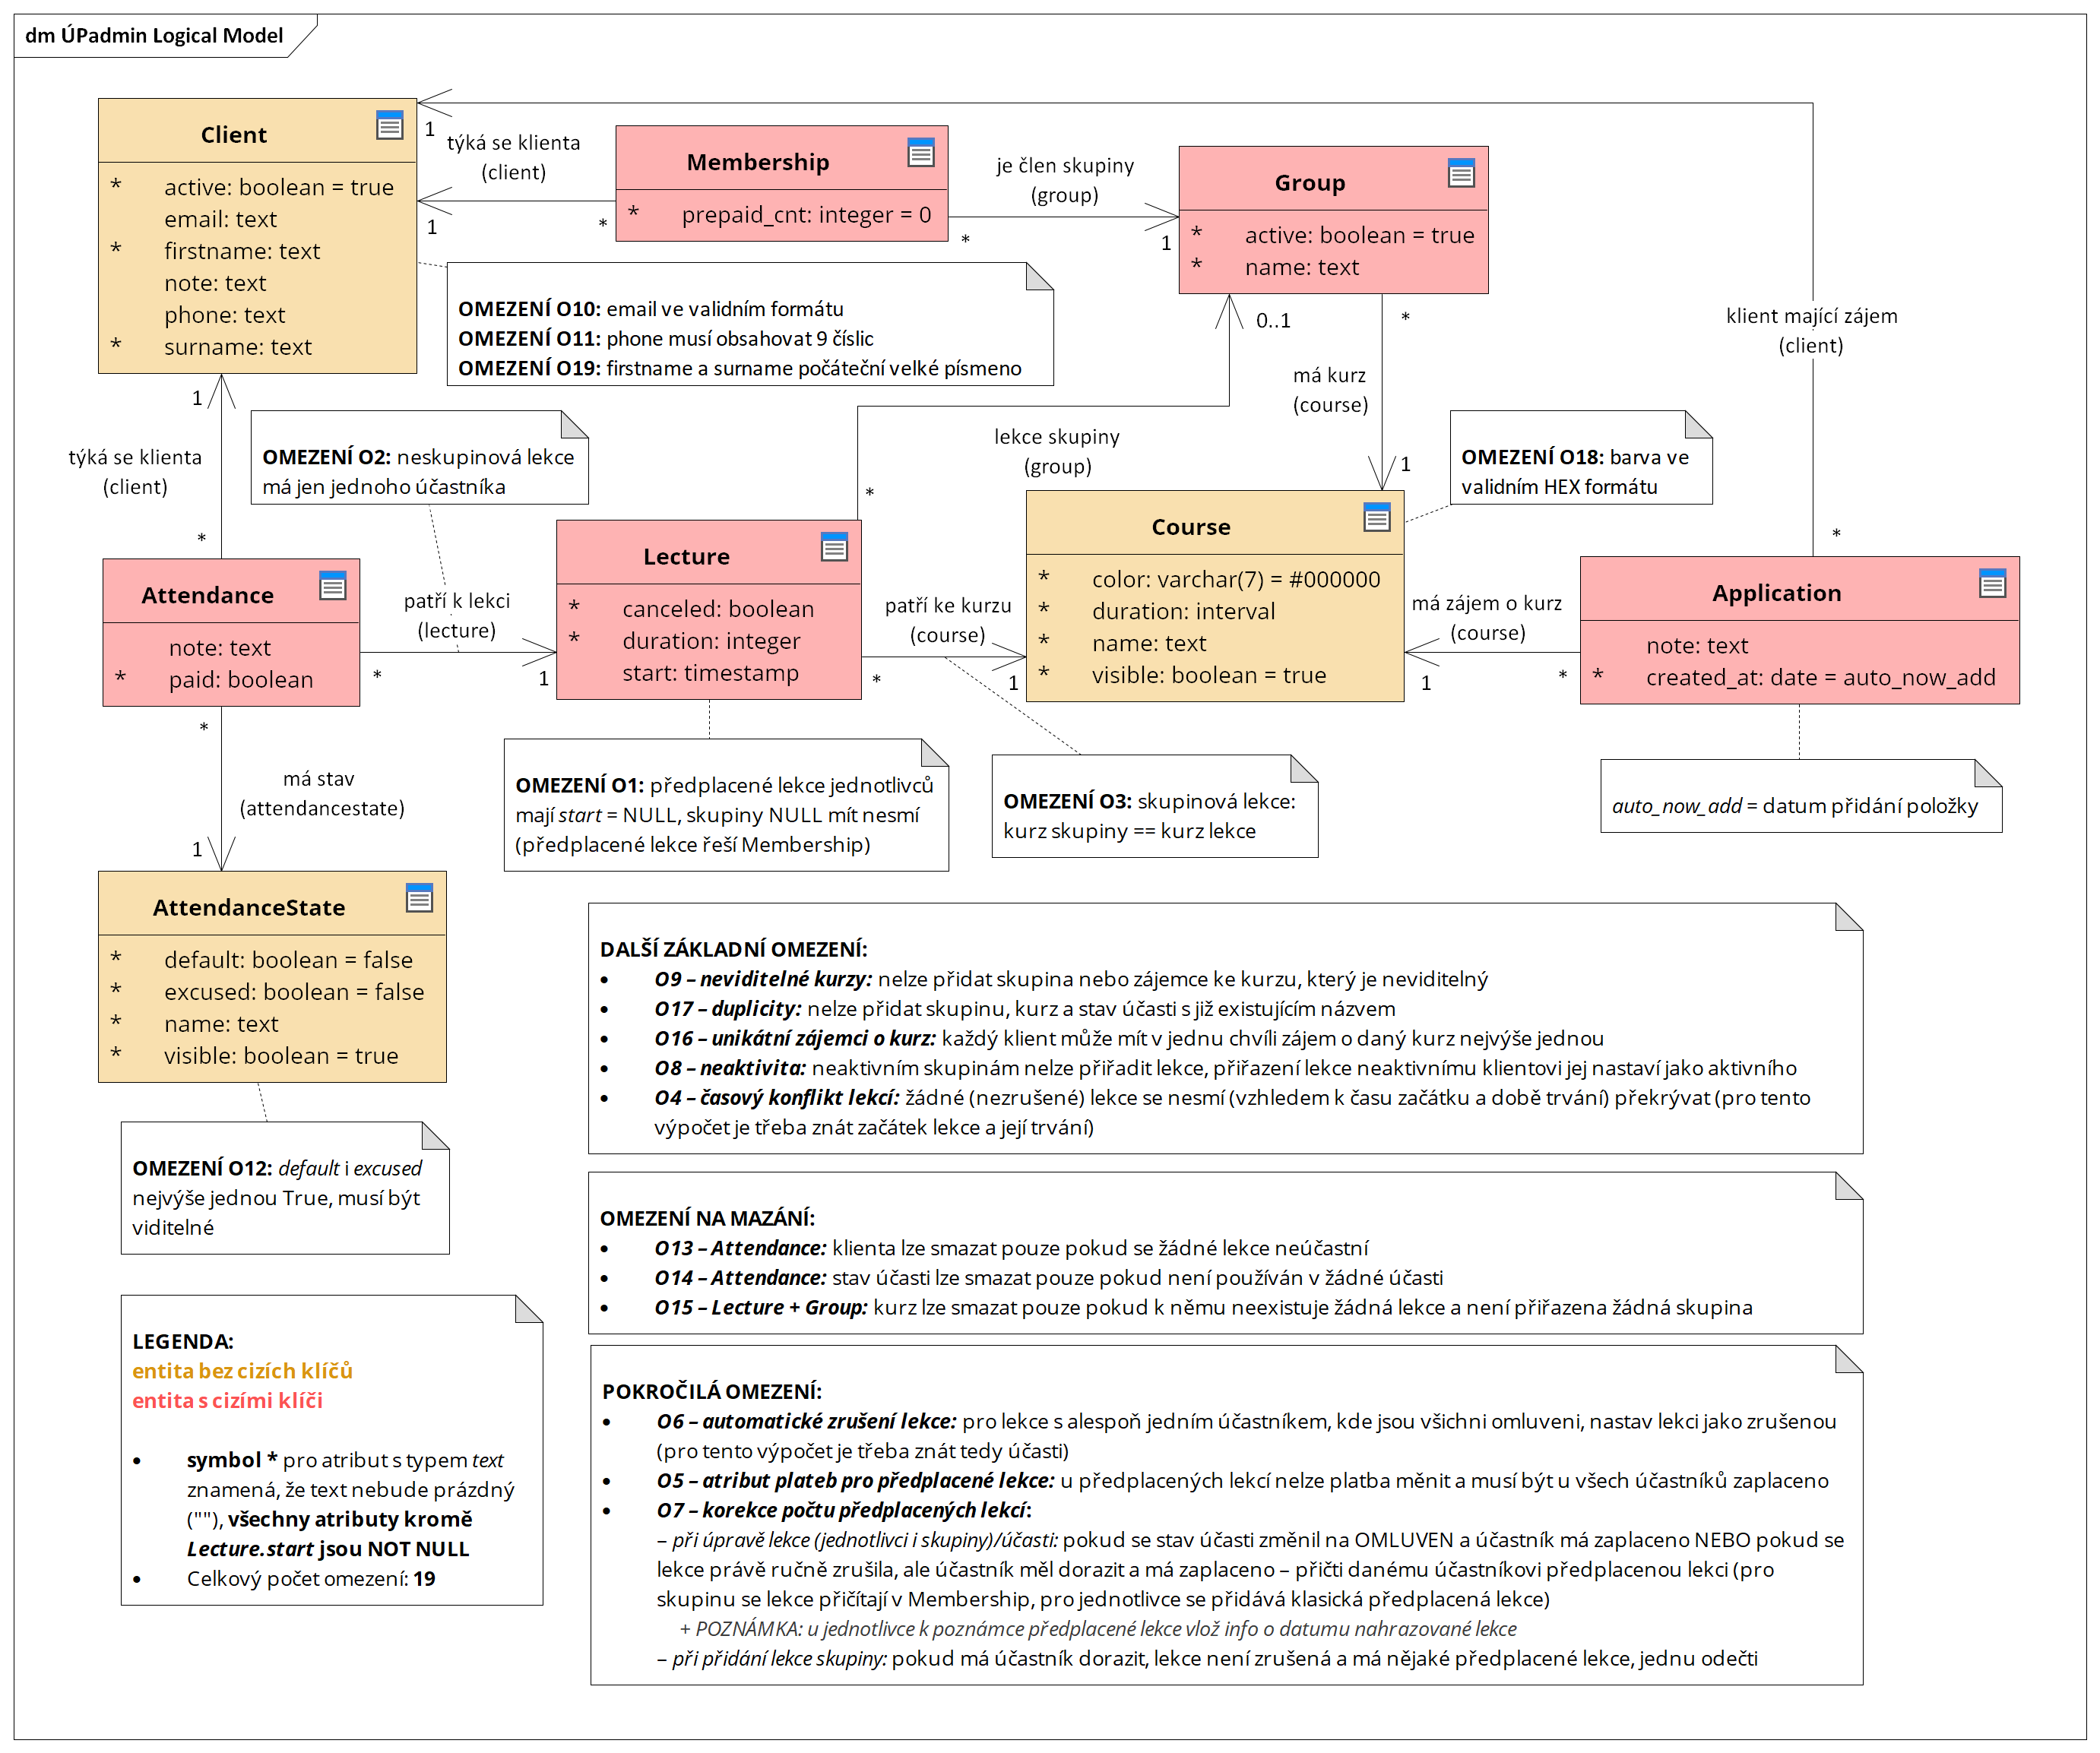 dm ÚPadmin Logical Model
Client
* active: boolean = true
email: text
* firstname: text
note: text
phone: text
* surname: text
1
týká se klienta
(client)
1
*
Membership
* prepaid_cnt: integer = 0
je člen skupiny
(group)
*
1
Group
* active: boolean = true
* name: text
klient mající zájem
(client)
*
OMEZENÍ O10: email ve validním formátu
OMEZENÍ O11: phone musí obsahovat 9 číslic
OMEZENÍ O19: firstname a surname počáteční velké písmeno
0..1
*
má kurz
(course)
1
lekce skupiny
(group)
*
1
týká se klienta
(client)
*
OMEZENÍ O2: neskupinová lekce
má jen jednoho účastníka
OMEZENÍ O18: barva ve
validním HEX formátu
Attendance
note: text
* paid: boolean
patří k lekci
(lecture)
*
1
Lecture
* canceled: boolean
* duration: integer
start: timestamp
patří ke kurzu
(course)
*
1
Course
* color: varchar(7) = #000000
* duration: interval
* name: text
* visible: boolean = true
má zájem o kurz
(course)
1
*
Application
note: text
* created_at: date = auto_now_add
*
má stav
(attendancestate)
1
OMEZENÍ O1: předplacené lekce jednotlivců
mají start = NULL, skupiny NULL mít nesmí
(předplacené lekce řeší Membership)
OMEZENÍ O3: skupinová lekce:
kurz skupiny == kurz lekce
auto_now_add = datum přidání položky
AttendanceState
* default: boolean = false
* excused: boolean = false
* name: text
* visible: boolean = true
OMEZENÍ O12: default i excused
nejvýše jednou True, musí být
viditelné
DALŠÍ ZÁKLADNÍ OMEZENÍ:
• O9 – neviditelné kurzy: nelze přidat skupina nebo zájemce ke kurzu, který je neviditelný
• O17 – duplicity: nelze přidat skupinu, kurz a stav účasti s již existujícím názvem
• O16 – unikátní zájemci o kurz: každý klient může mít v jednu chvíli zájem o daný kurz nejvýše jednou
• O8 – neaktivita: neaktivním skupinám nelze přiřadit lekce, přiřazení lekce neaktivnímu klientovi jej nastaví jako aktivního
• O4 – časový konflikt lekcí: žádné (nezrušené) lekce se nesmí (vzhledem k času začátku a době trvání) překrývat (pro tento
výpočet je třeba znát začátek lekce a její trvání)
OMEZENÍ NA MAZÁNÍ:
• O13 – Attendance: klienta lze smazat pouze pokud se žádné lekce neúčastní
• O14 – Attendance: stav účasti lze smazat pouze pokud není používán v žádné účasti
• O15 – Lecture + Group: kurz lze smazat pouze pokud k němu neexistuje žádná lekce a není přiřazena žádná skupina
LEGENDA:
entita bez cizích klíčů
entita s cizími klíči
• symbol * pro atribut s typem text
znamená, že text nebude prázdný
(""), všechny atributy kromě
Lecture.start jsou NOT NULL
• Celkový počet omezení: 19
POKROČILÁ OMEZENÍ:
• O6 – automatické zrušení lekce: pro lekce s alespoň jedním účastníkem, kde jsou všichni omluveni, nastav lekci jako zrušenou
(pro tento výpočet je třeba znát tedy účasti)
• O5 – atribut plateb pro předplacené lekce: u předplacených lekcí nelze platba měnit a musí být u všech účastníků zaplaceno
• O7 – korekce počtu předplacených lekcí:
– při úpravě lekce (jednotlivci i skupiny)/účasti: pokud se stav účasti změnil na OMLUVEN a účastník má zaplaceno NEBO pokud se
lekce právě ručně zrušila, ale účastník měl dorazit a má zaplaceno – přičti danému účastníkovi předplacenou lekci (pro
skupinu se lekce přičítají v Membership, pro jednotlivce se přidává klasická předplacená lekce)
+ POZNÁMKA: u jednotlivce k poznámce předplacené lekce vlož info o datumu nahrazované lekce
– při přidání lekce skupiny: pokud má účastník dorazit, lekce není zrušená a má nějaké předplacené lekce, jednu odečti